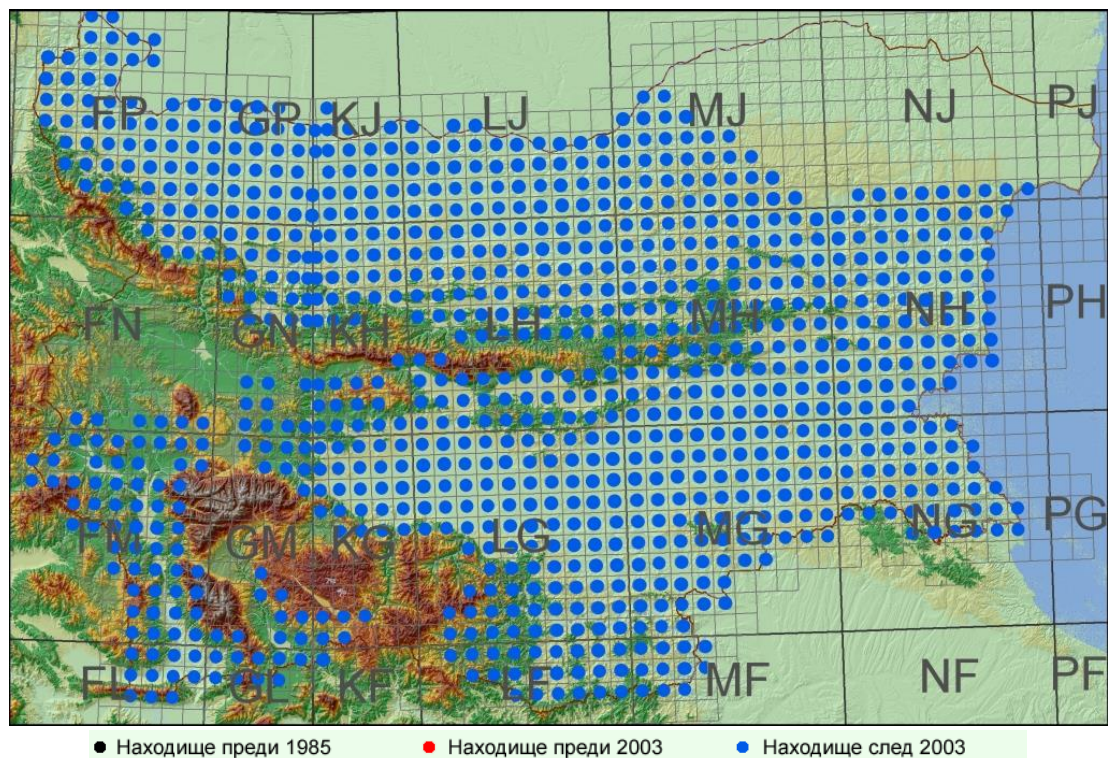 FP GP KJ LJ MJ NJ PJ
FN GN KH LH MH NH PH
FM GM KG LG MG NG PG
FL GL KF LF MF NF PF
Находище преди 1985 Находище преди 2003 Находище след 2003